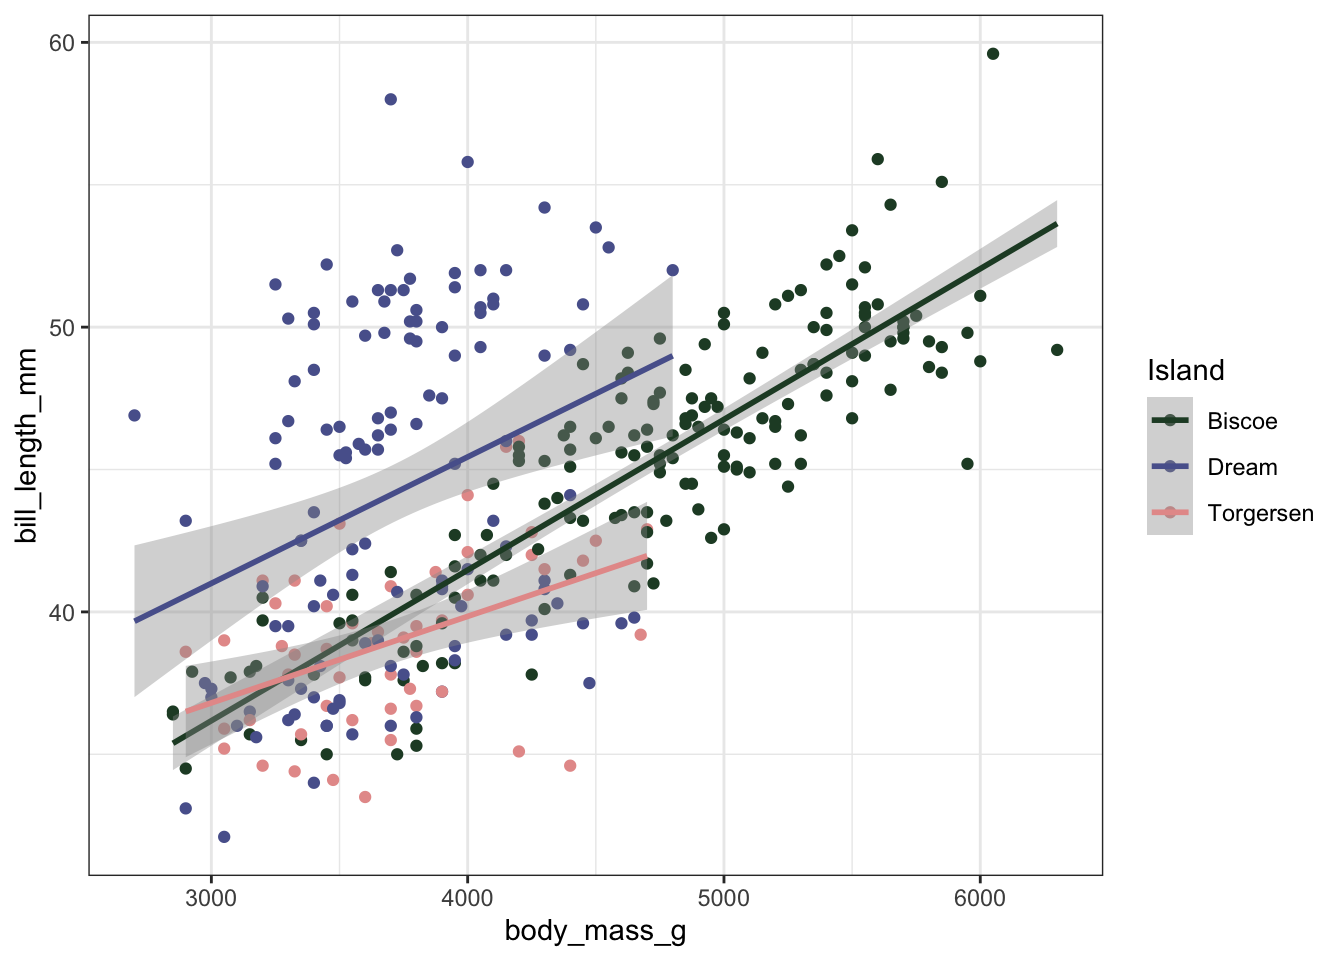 60
50
40
bill_length_mm
3000
4000
5000
6000
body_mass_g
Island
Biscoe
Dream
Torgersen